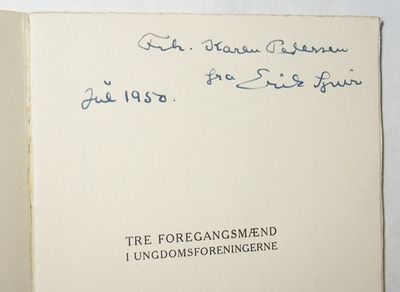 Frk. Karen Pedersen
fra Erik
Jul 1950.
TRE FOREGANGSMÆND
I UNGDOMSFORENINGERNE